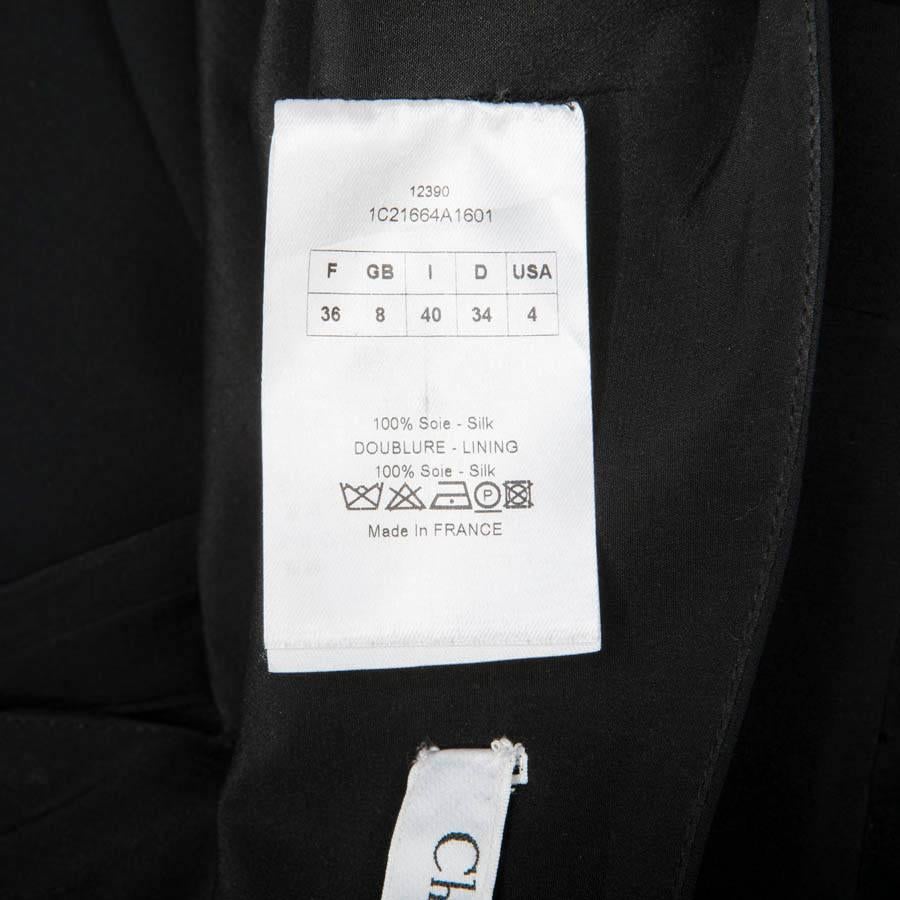 12390
1C21664A1601
F GB I D USA
36 8 40 34 4
100% Soie - Silk
DOUBLURE - LINING
100% Soie - Silk
P
Made In FRANCE
Ch